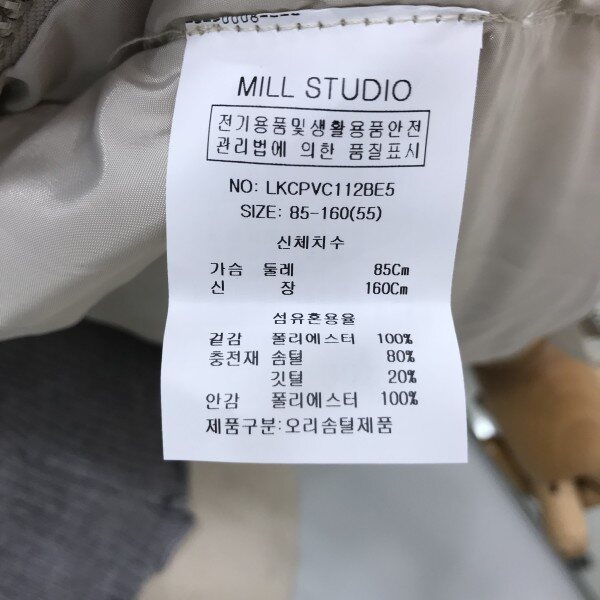 MILL STUDIO
전기용품및생활용품안전
관리법에 의한 품질표시
NO: LKCPVC112BE5
SIZE: 85-160(55)
신체치수
가슴 둘레 85Cm
신 장 160Cm
섬유혼용율
겉감 폴리에스터 100%
충전재 솜털 80%
깃털 20%
안감 폴리에스터 100%
제품구분:오리솜털제품